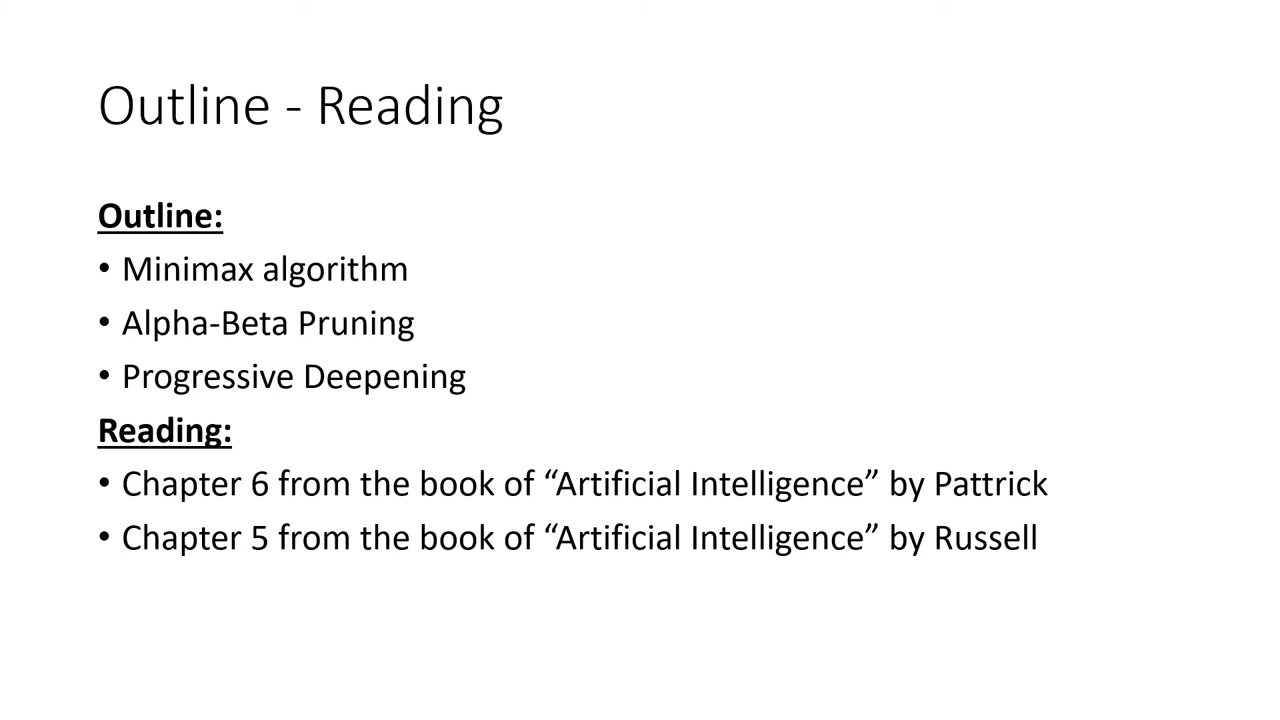 Outline - Reading
Outline:
• Minimax algorithm
• Alpha-Beta Pruning
• Progressive Deepening
Reading:
• Chapter 6 from the book of “Artificial Intelligence” by Pattrick
• Chapter 5 from the book of “Artificial Intelligence” by Russell